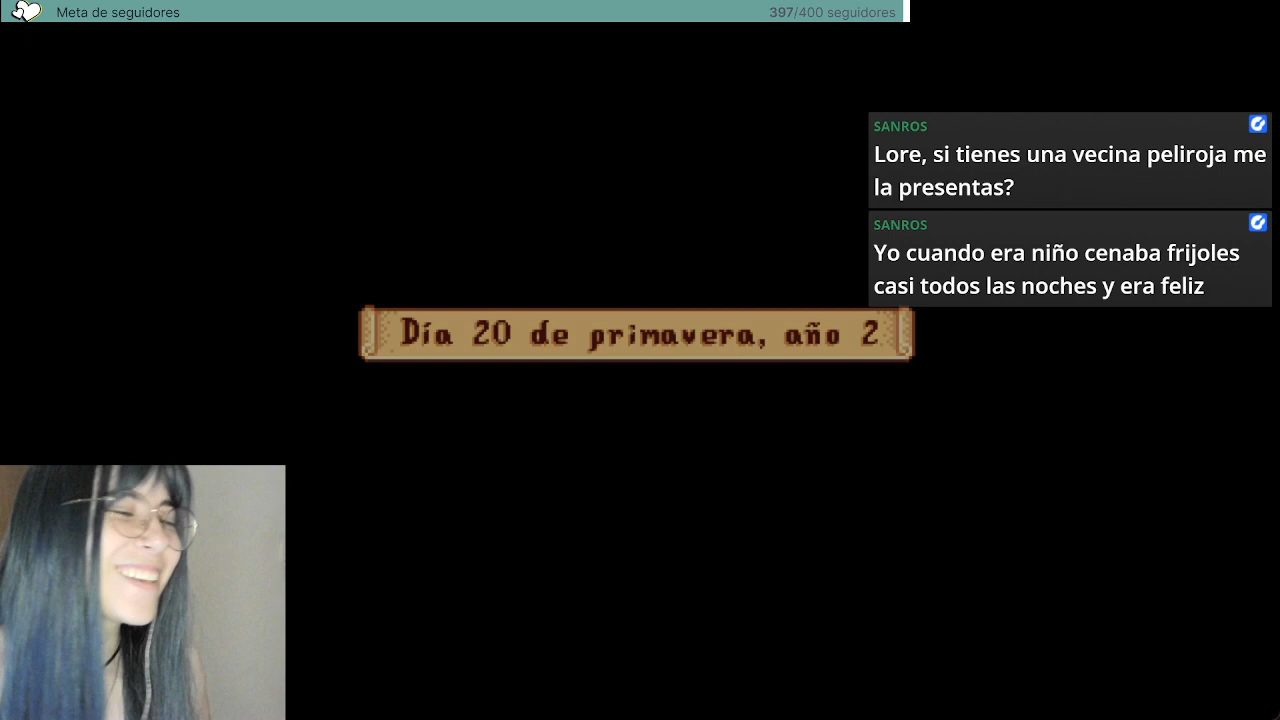 Meta de seguidores
397/400 seguidores
SANROS
Lore, si tienes una vecina peliroja me
la presentas?
SANROS
Yo cuando era niño cenaba frijoles
casi todos las noches y era feliz
Día 20 de primavera, año 2